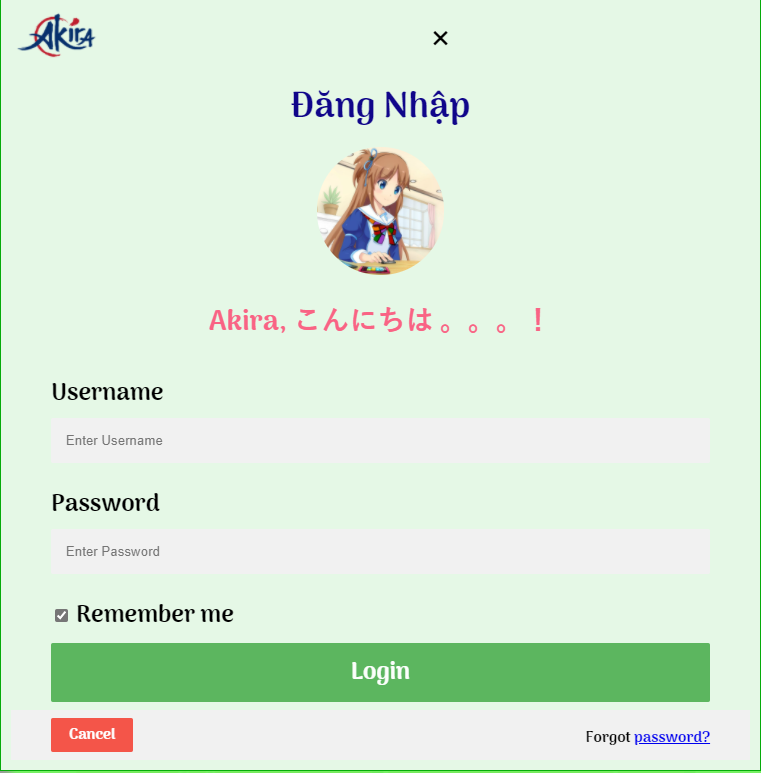 Akira
×
Đăng Nhập
Akira, こんにちは 。。。！
Username
Enter Username
Password
Enter Password
Remember me
Login
Cancel
Forgot password?